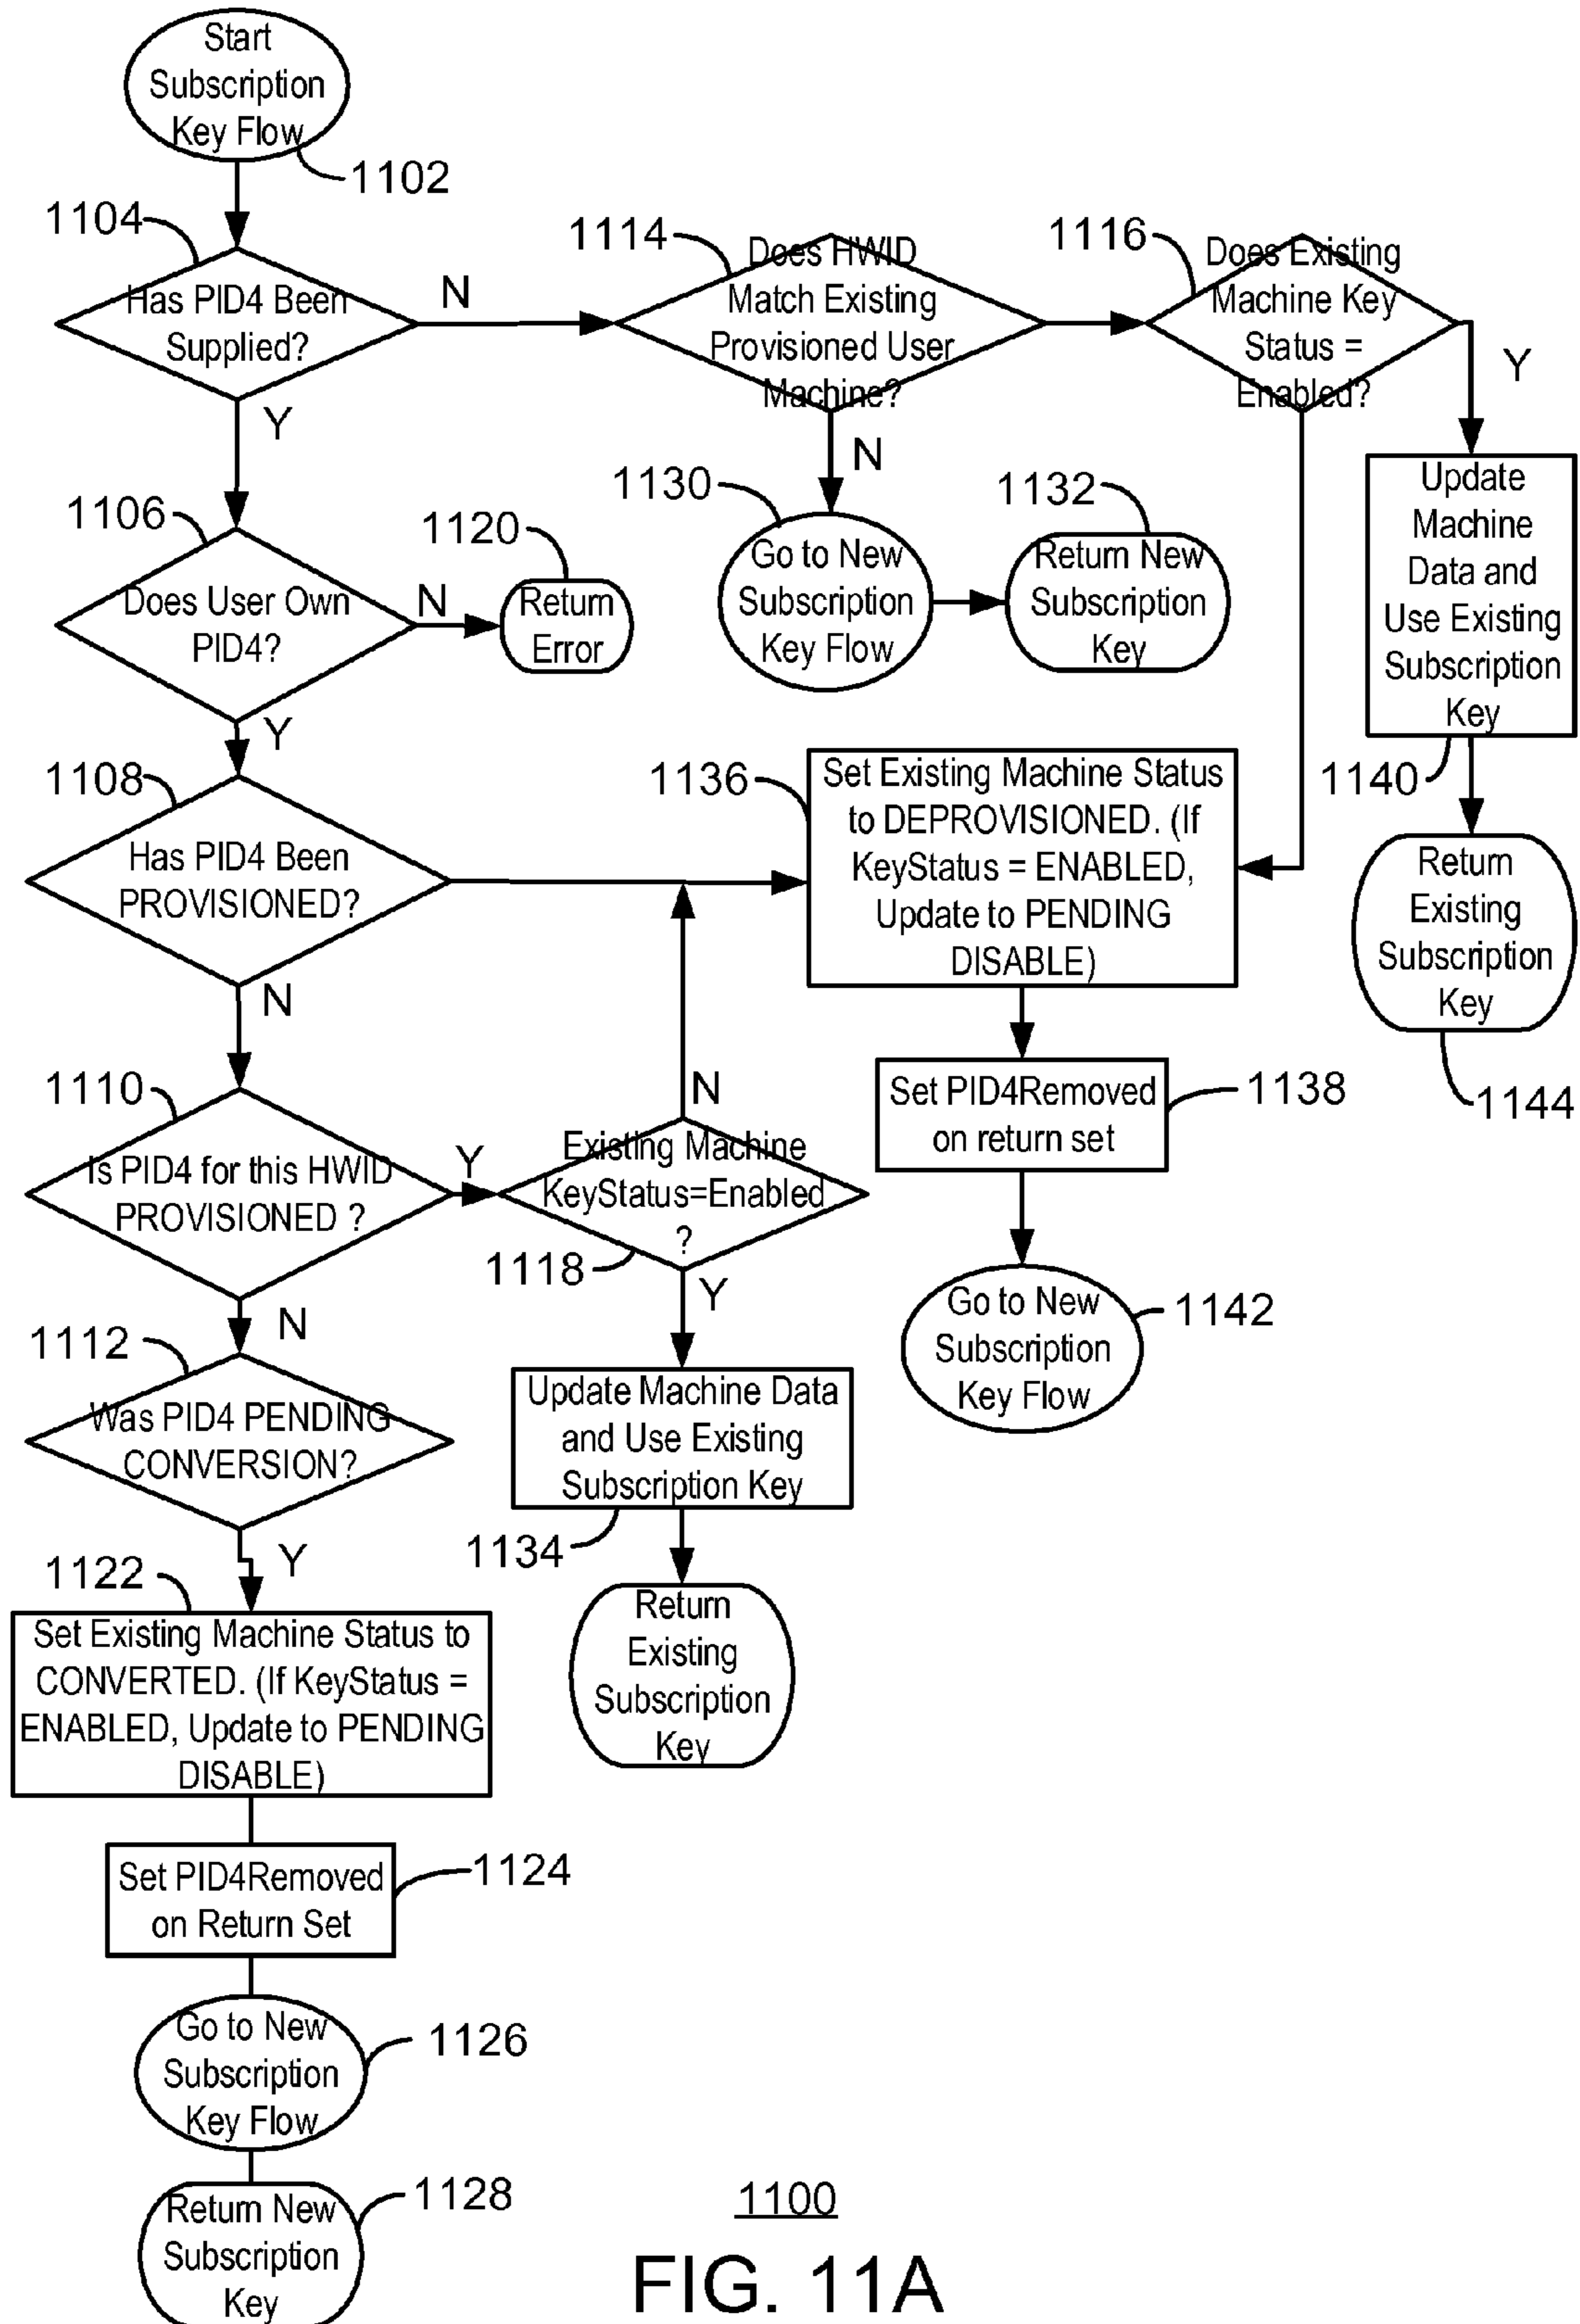 Start
Subscription
Key Flow
1102
1104
Has PID4 Been
Supplied?
N
Y
1114
Does HWID
Match Existing
Provisioned User
Machine?
N
1116
Does Existing
Machine Key
Status =
Enabled?
Y
1106
Does User Own
PID4?
N
Y
1120
Return
Error
1130
Go to New
Subscription
Key Flow
1132
Return New
Subscription
Key
Update
Machine
Data and
Use Existing
Subscription
Key
1140
Return
Existing
Subscription
Key
1144
1108
Has PID4 Been
PROVISIONED?
N
1136
Set Existing Machine Status
to DEPROVISIONED. (If
KeyStatus = ENABLED,
Update to PENDING
DISABLE)
Set PID4Removed
on return set
1138
Go to New
Subscription
Key Flow
1142
1110
Is PID4 for this HWID
PROVISIONED ?
Y
N
N
Existing Machine
KeyStatus=Enabled
?
1118
Y
1112
Was PID4 PENDING
CONVERSION?
Y
Update Machine Data
and Use Existing
Subscription Key
1134
Return
Existing
Subscription
Key
1122
Set Existing Machine Status to
CONVERTED. (If KeyStatus =
ENABLED, Update to PENDING
DISABLE)
Set PID4Removed
on Return Set
1124
Go to New
Subscription
Key Flow
1126
Return New
Subscription
Key
1128
1100
FIG. 11A